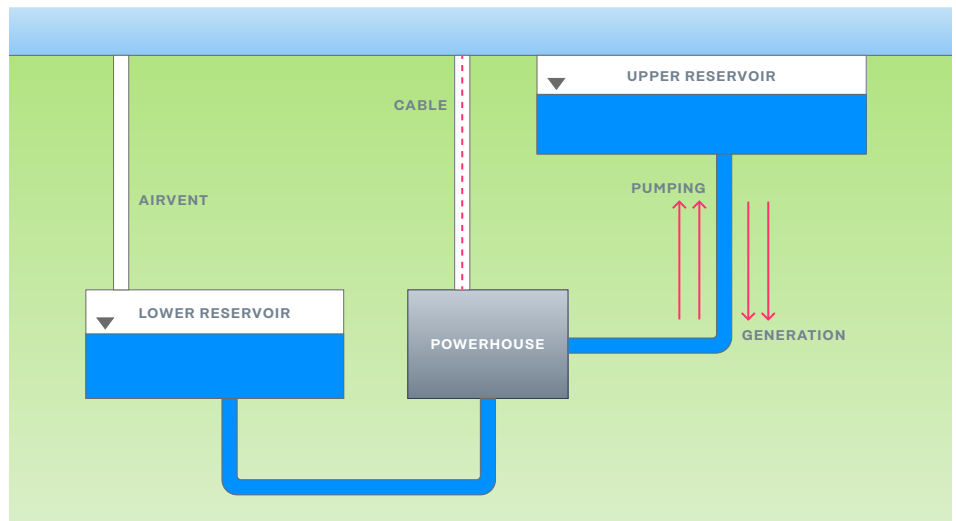 UPPER RESERVOIR
CABLE
PUMPING
AIRVENT
LOWER RESERVOIR
GENERATION
POWERHOUSE